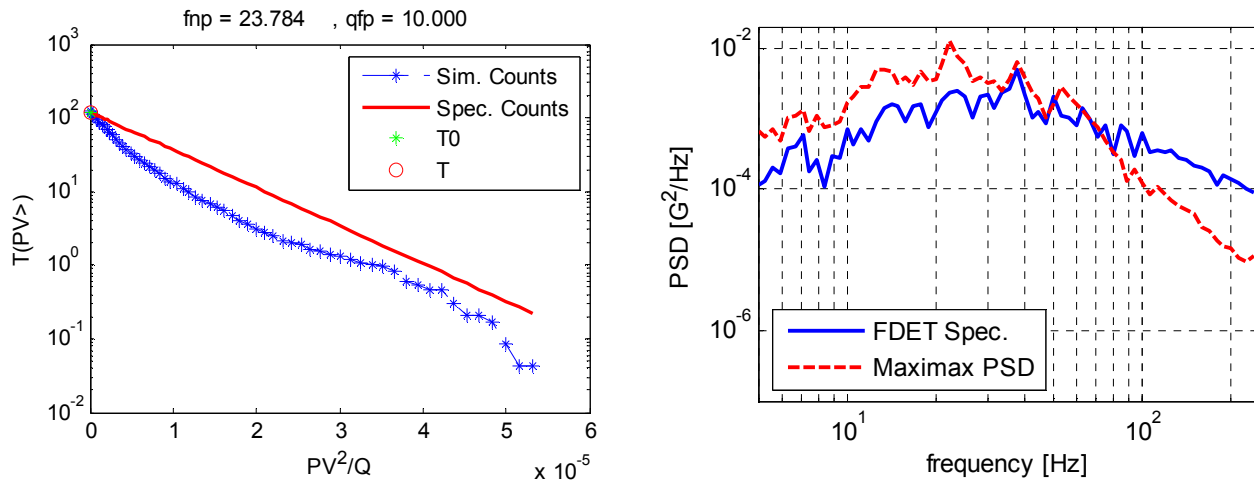 fnp = 23.784 , qfp = 10.000
10^3
10^2
10^1
10^0
10^-1
10^-2
T(PV>)
Sim. Counts
Spec. Counts
T0
T
0 1 2 3 4 5 6
PV^2/Q
x 10^-5
10^-2
10^-4
10^-6
PSD [G^2/Hz]
FDET Spec.
Maximax PSD
10^1 10^2
frequency [Hz]